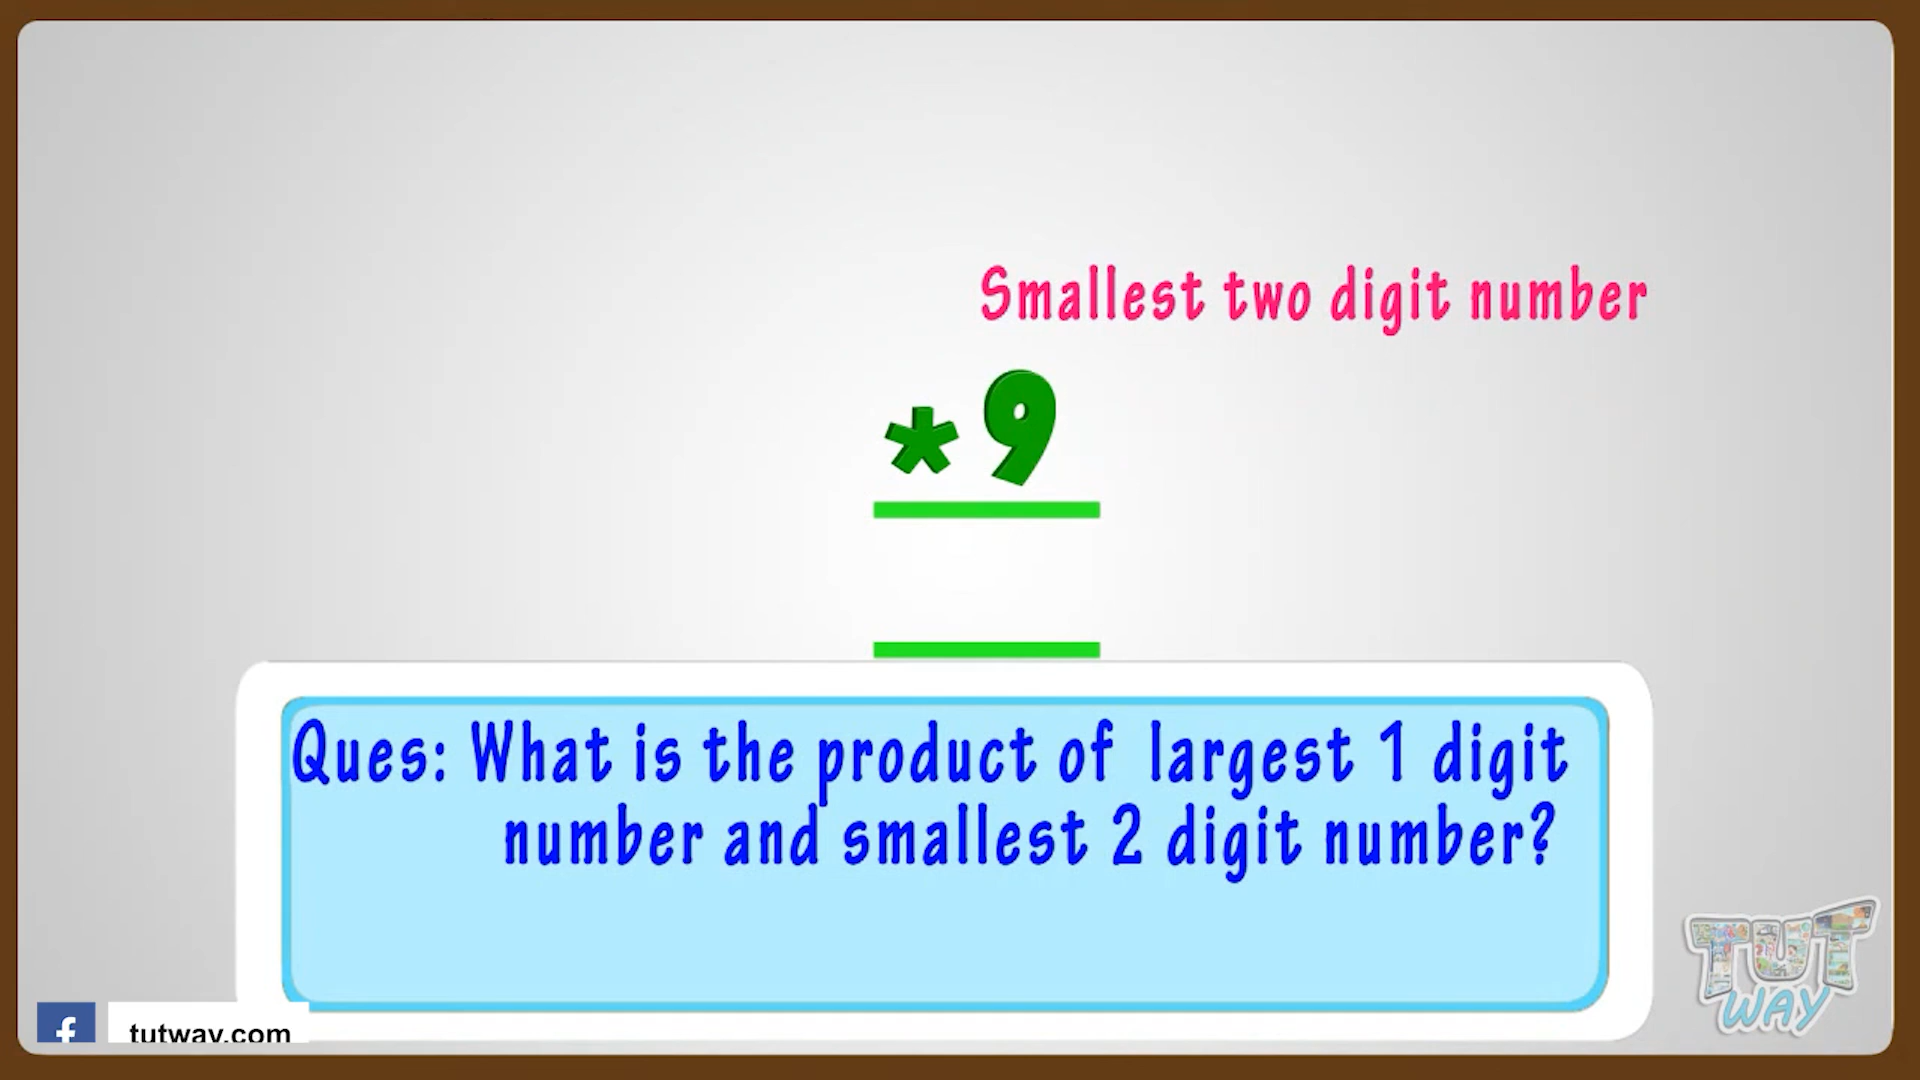 Smallest two digit number
* 9
Ques: What is the product of largest 1 digit
number and smallest 2 digit number?
TUT
WAY
f
tutway.com